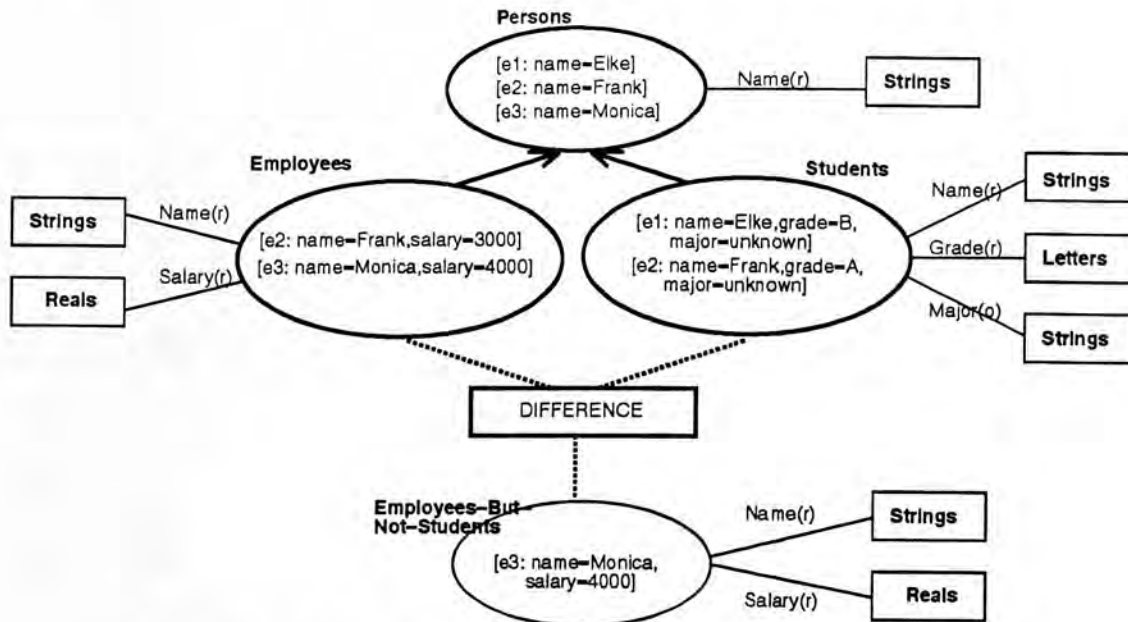 Persons
[e1: name=Elke]
[e2: name=Frank]
[e3: name=Monica]
Name(r)
Strings
Employees
Students
Strings
Name(r)
Salary(r)
Reals
[e2: name=Frank,salary=3000]
[e3: name=Monica,salary=4000]
[e1: name=Elke,grade=B,
major=unknown]
[e2: name=Frank,grade=A,
major=unknown]
Name(r)
Strings
Grade(r)
Letters
Major(o)
Strings
DIFFERENCE
Employees-But-
Not-Students
[e3: name=Monica,
salary=4000]
Name(r)
Strings
Salary(r)
Reals